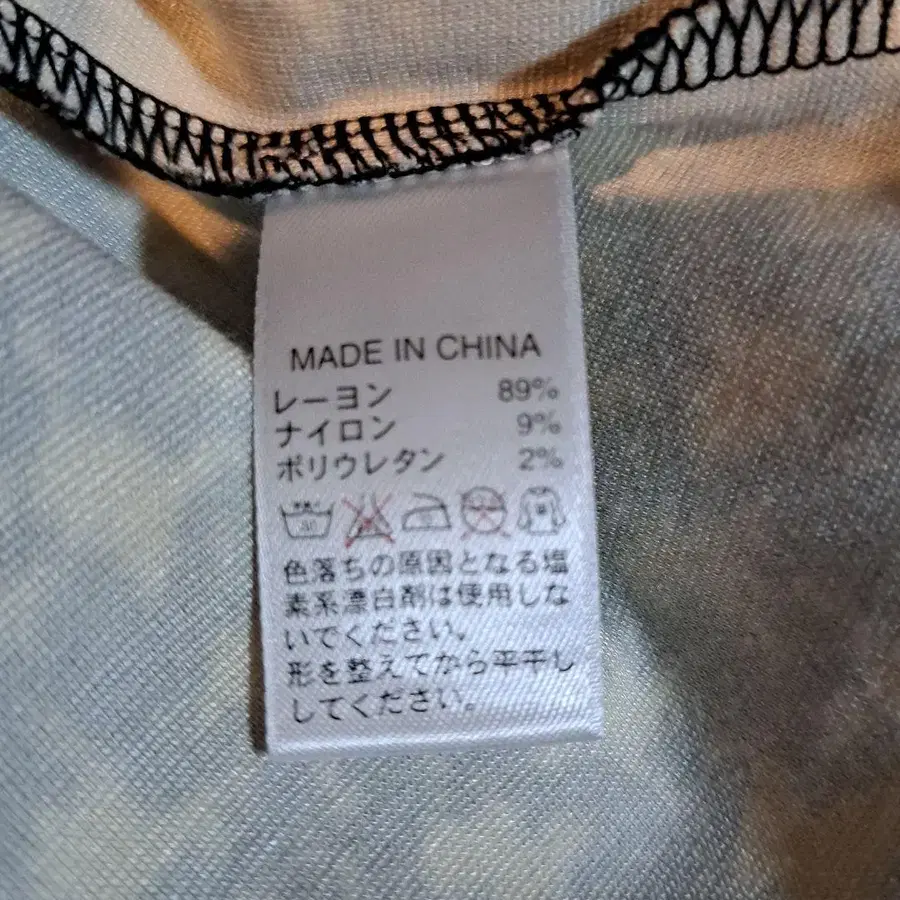 MADE IN CHINA
レーヨン 89%
ナイロン 9%
ポリウレタン 2%
30
色落ちの原因となる塩
素系漂白剤は使用しな
いでください。
形を整えてから平干し
してください。